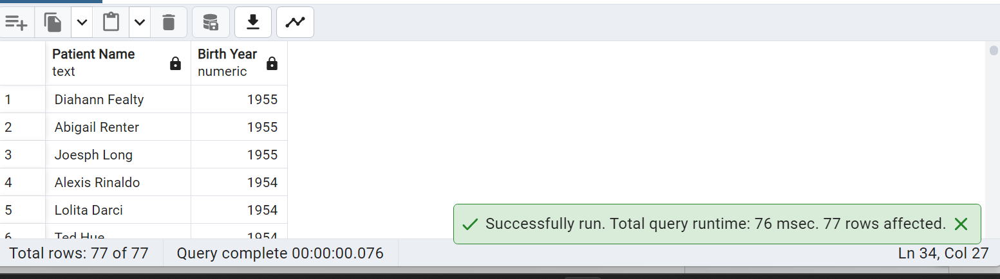 Patient Name
text
Birth Year
numeric
1 Diahann Fealty 1955
2 Abigail Renter 1955
3 Joesph Long 1955
4 Alexis Rinaldo 1954
5 Lolita Darci 1954
6 Ted Hue 1954
Successfully run. Total query runtime: 76 msec. 77 rows affected.
Total rows: 77 of 77 Query complete 00:00:00.076 Ln 34, Col 27